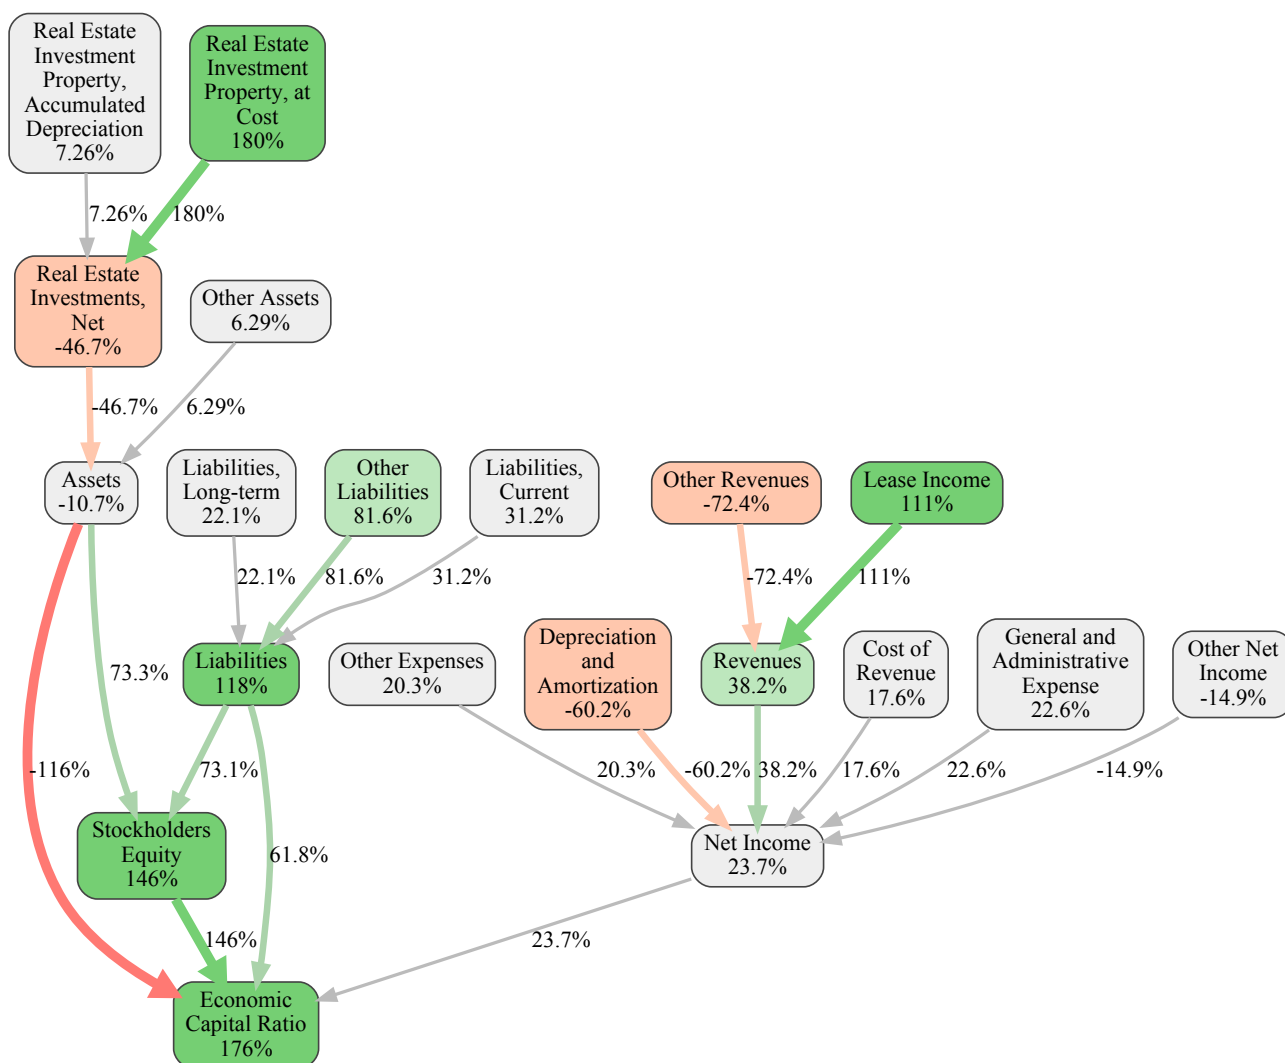 Real Estate
Investment
Property,
Accumulated
Depreciation
7.26%
Real Estate
Investment
Property, at
Cost
180%
7.26%
180%
Real Estate
Investments,
Net
-46.7%
Other Assets
6.29%
-46.7%
6.29%
Assets
-10.7%
Liabilities,
Long-term
22.1%
Other
Liabilities
81.6%
Liabilities,
Current
31.2%
Other Revenues
-72.4%
Lease Income
111%
22.1%
81.6%
31.2%
-72.4%
111%
73.3%
Liabilities
118%
Other Expenses
20.3%
Depreciation
and
Amortization
-60.2%
Revenues
38.2%
Cost of
Revenue
17.6%
General and
Administrative
Expense
22.6%
Other Net
Income
-14.9%
-116%
73.1%
20.3%
-60.2%
38.2%
17.6%
22.6%
-14.9%
Stockholders
Equity
146%
61.8%
Net Income
23.7%
146%
23.7%
Economic
Capital Ratio
176%